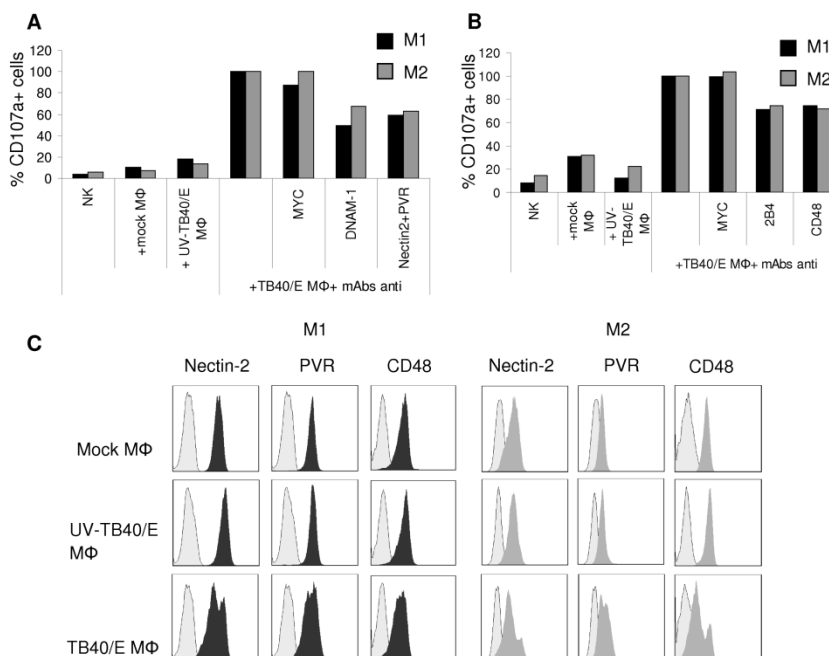 A
M1
M2
% CD107a+ cells
120
100
80
60
40
20
0
NK
+mock MΦ
+ UV-TB40/E
MΦ
MYC
DNAM-1
Nectin2+PVR
+TB40/E MΦ+ mAbs anti
B
M1
M2
% CD107a+ cells
120
100
80
60
40
20
0
NK
+mock
MΦ
+ UV-
TB40/E
MΦ
MYC
2B4
CD48
+TB40/E MΦ+ mAbs anti
C
M1 M2
Nectin-2 PVR CD48 Nectin-2 PVR CD48
Mock MΦ
UV-TB40/E
MΦ
TB40/E MΦ